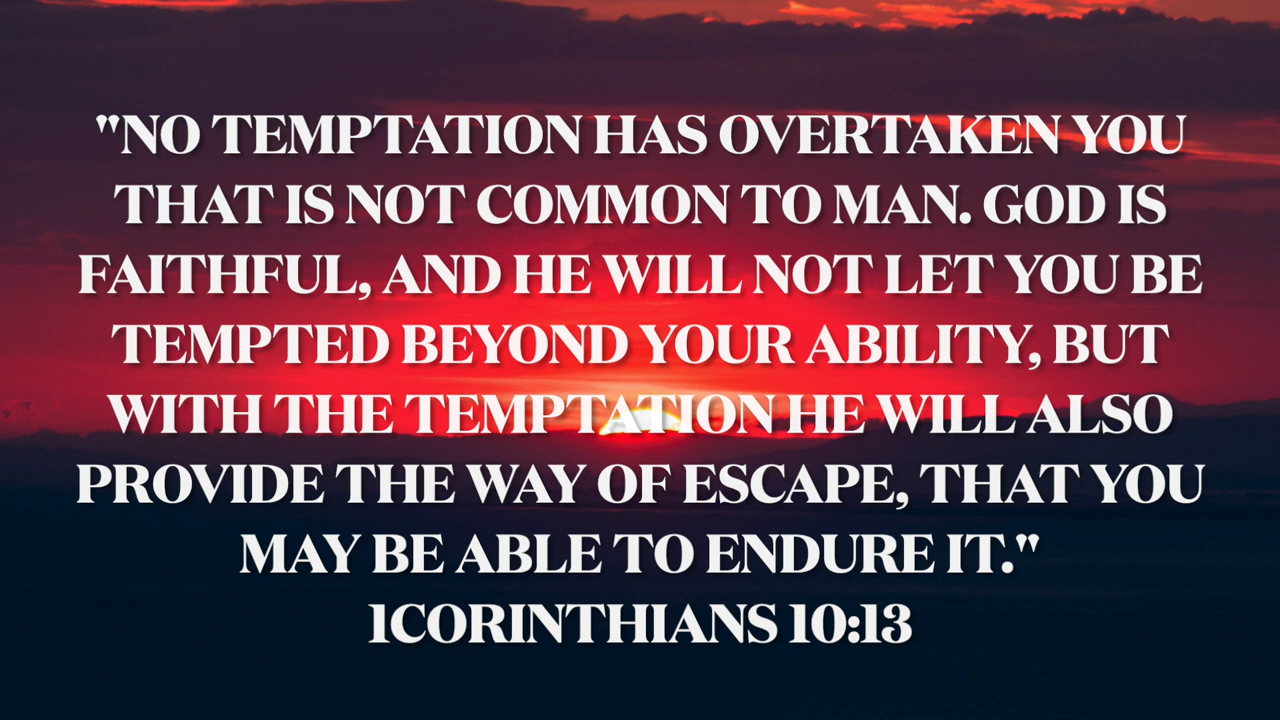 "NO TEMPTATION HAS OVERTAKEN YOU
THAT IS NOT COMMON TO MAN. GOD IS
FAITHFUL, AND HE WILL NOT LET YOU BE
TEMPTED BEYOND YOUR ABILITY, BUT
WITH THE TEMPTATION HE WILL ALSO
PROVIDE THE WAY OF ESCAPE, THAT YOU
MAY BE ABLE TO ENDURE IT."
1CORINTHIANS 10:13